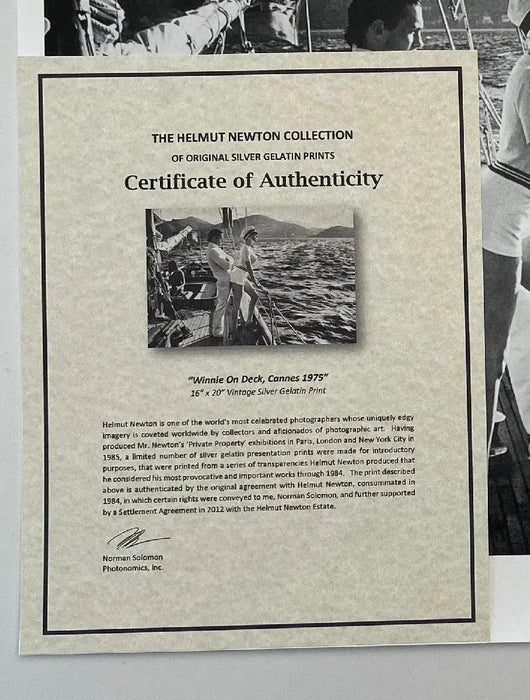 THE HELMUT NEWTON COLLECTION
OF ORIGINAL SILVER GELATIN PRINTS
Certificate of Authenticity
"Winnie On Deck, Cannes 1975"
16" x 20" Vintage Silver Gelatin Print
Helmut Newton is one of the world's most celebrated photographers whose uniquely edgy
imagery is coveted worldwide by collectors and aficionados of photographic art. Having
produced Mr. Newton's 'Private Property' exhibitions in Paris, London and New York City in
1985, a limited number of silver gelatin presentation prints were made for introductory
purposes, that were printed from a series of transparencies Helmut Newton produced that
he considered his most provocative and important works through 1984. The print described
above is authenticated by the original agreement with Helmut Newton, consummated in
1984, in which certain rights were conveyed to me, Norman Solomon, and further supported
by a Settlement Agreement in 2012 with the Helmut Newton Estate.
Norman Solomon
Photonomics, Inc.